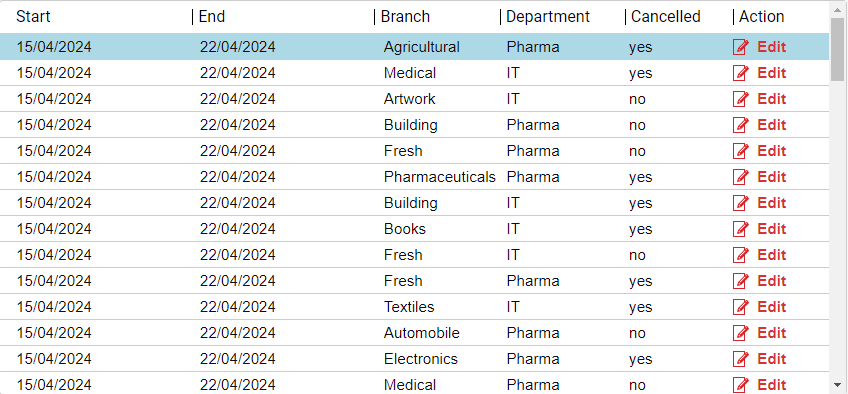 Start End Branch Department Cancelled Action
15/04/2024 22/04/2024 Agricultural Pharma yes Edit
15/04/2024 22/04/2024 Medical IT yes Edit
15/04/2024 22/04/2024 Artwork IT no Edit
15/04/2024 22/04/2024 Building Pharma no Edit
15/04/2024 22/04/2024 Fresh Pharma no Edit
15/04/2024 22/04/2024 Pharmaceuticals Pharma yes Edit
15/04/2024 22/04/2024 Building IT yes Edit
15/04/2024 22/04/2024 Books IT yes Edit
15/04/2024 22/04/2024 Fresh IT no Edit
15/04/2024 22/04/2024 Fresh Pharma yes Edit
15/04/2024 22/04/2024 Textiles IT yes Edit
15/04/2024 22/04/2024 Automobile Pharma no Edit
15/04/2024 22/04/2024 Electronics Pharma yes Edit
15/04/2024 22/04/2024 Medical Pharma no Edit